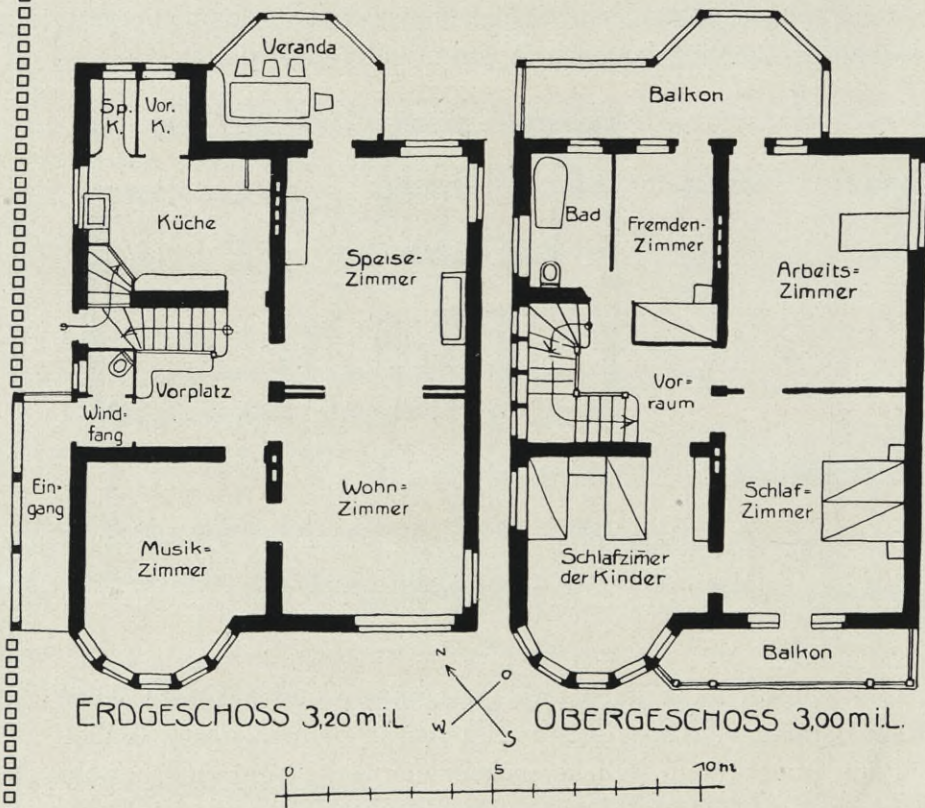 Veranda
Sp.
K.
Vor.
K.
Küche
Speise-
Zimmer
Vorplatz
Wind=
fang
Ein=
gang
Musik=
Zimmer
Wohn=
Zimmer
ERDGESCHOSS 3,20 m i.L
Balkon
Bad
Fremden-
Zimmer
Arbeits=
Zimmer
Vor=
raum
Schlaf=
Zimmer
Schlafzimer
der Kinder
Balkon
OBERGESCHOSS 3,00 m i.L.
N
O
W
S
0 5 10 m